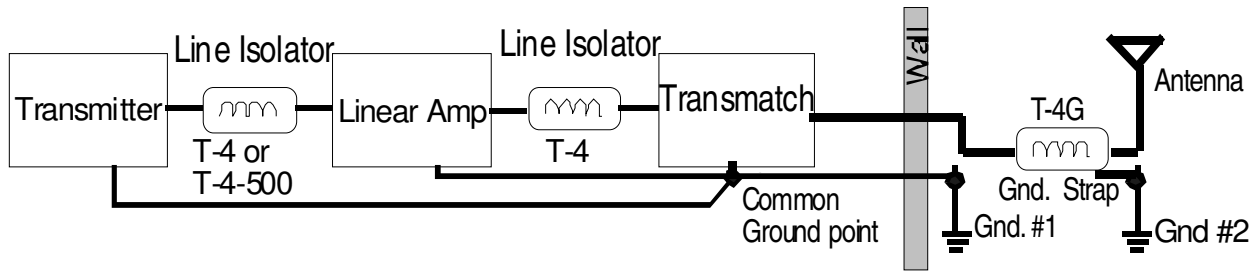 Line Isolator
Line Isolator
Wall
Antenna
Transmitter
Linear Amp
Transmatch
T-4G
T-4 or
T-4-500
T-4
Gnd. Strap
Common
Ground point
Gnd. #1
Gnd #2